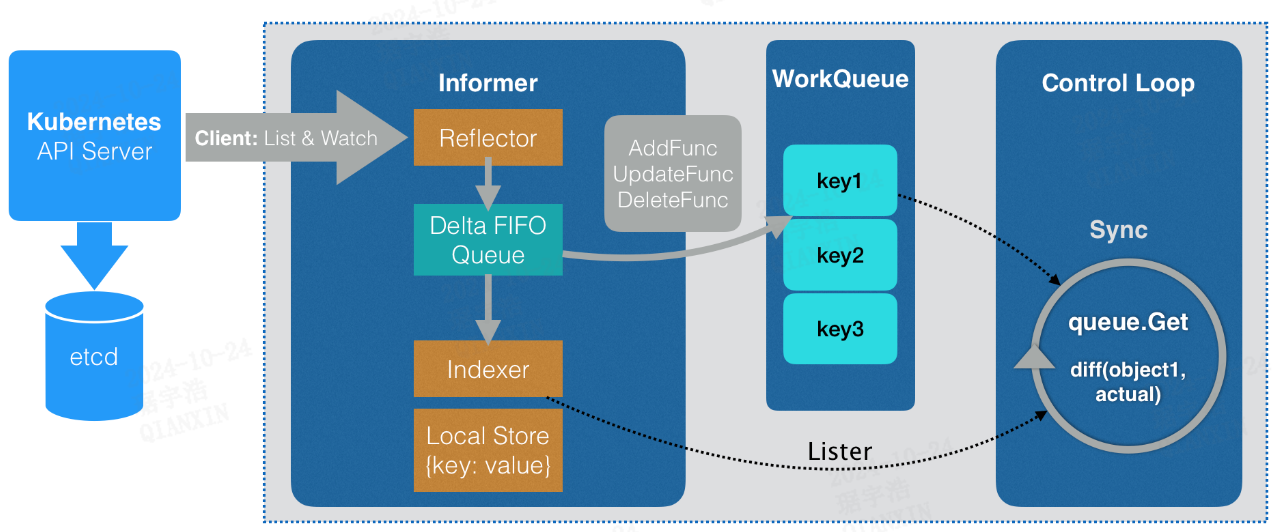 Kubernetes
API Server
etcd
Client: List & Watch
Informer
Reflector
Delta FIFO
Queue
Indexer
Local Store
{key: value}
AddFunc
UpdateFunc
DeleteFunc
WorkQueue
key1
key2
key3
Lister
Control Loop
Sync
queue.Get
diff(object1,
actual)
2024-10-24
QIANXIN